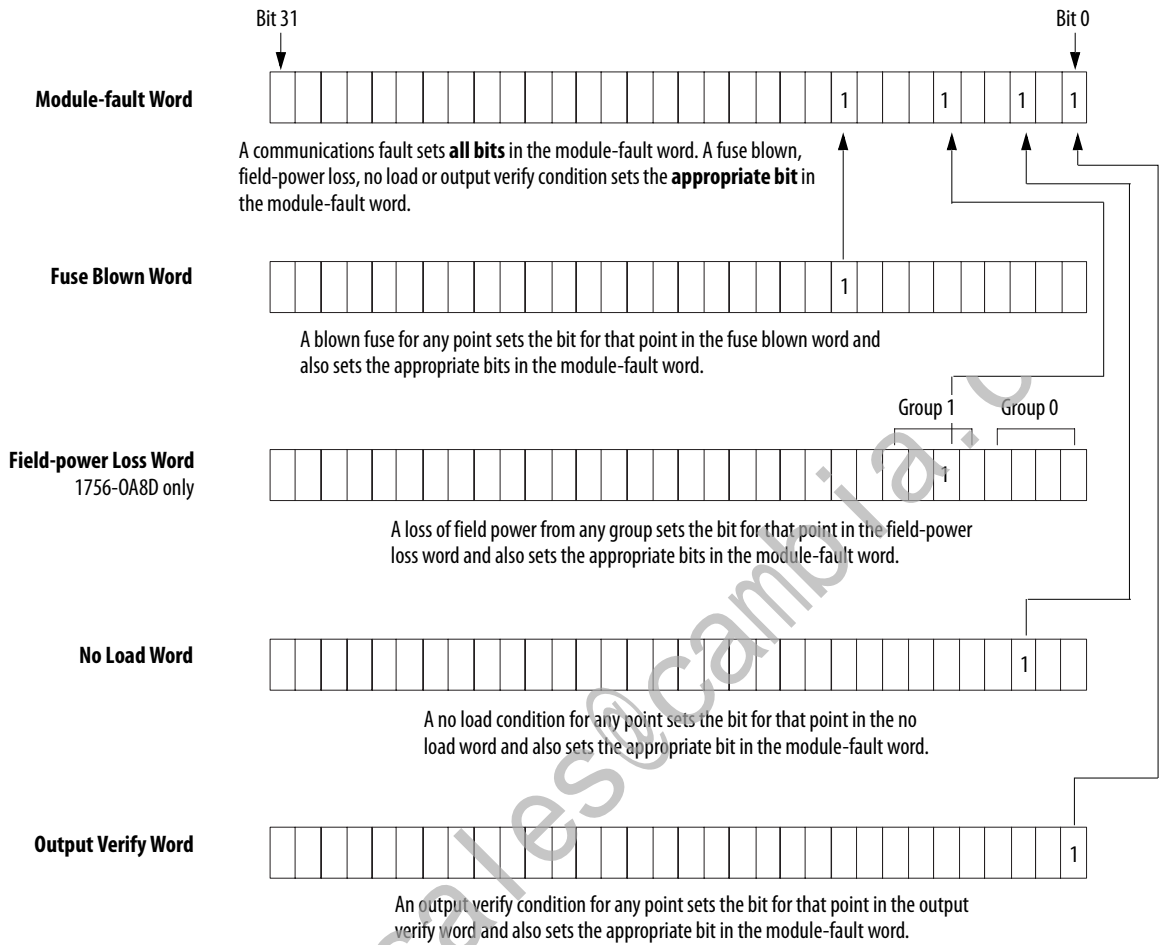 Bit 31
Bit 0
Module-fault Word
1 1 1 1
A communications fault sets all bits in the module-fault word. A fuse blown,
field-power loss, no load or output verify condition sets the appropriate bit in
the module-fault word.
Fuse Blown Word
1
A blown fuse for any point sets the bit for that point in the fuse blown word and
also sets the appropriate bits in the module-fault word.
Group 1
Group 0
Field-power Loss Word
1756-OA8D only
1
A loss of field power from any group sets the bit for that point in the field-power
loss word and also sets the appropriate bits in the module-fault word.
No Load Word
1
A no load condition for any point sets the bit for that point in the no
load word and also sets the appropriate bit in the module-fault word.
Output Verify Word
1
An output verify condition for any point sets the bit for that point in the output
verify word and also sets the appropriate bit in the module-fault word.
ales@cambia.c